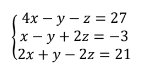 4x − y − z = 27
x − y + 2z = −3
2x + y − 2z = 21